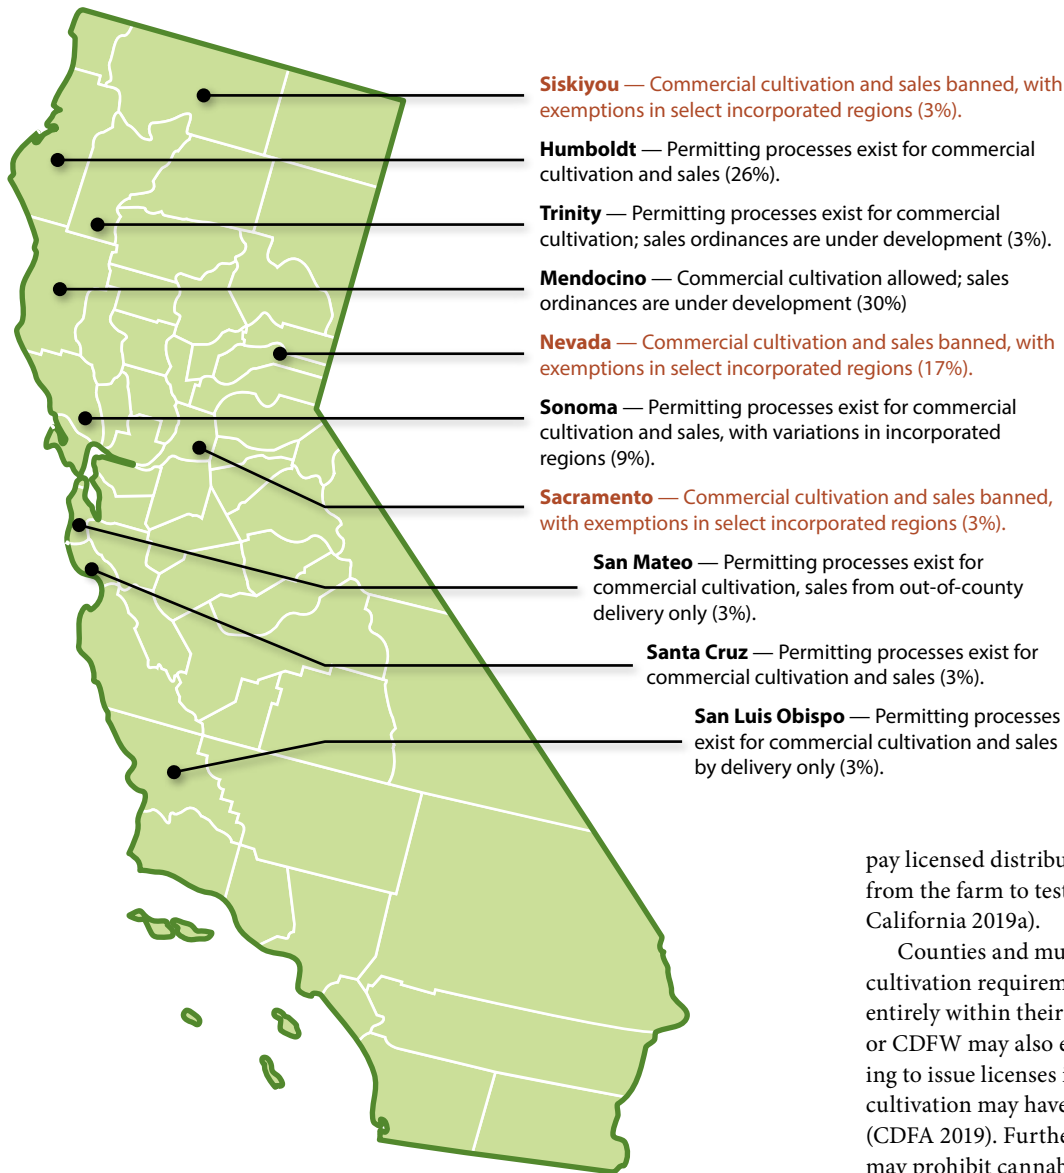 Siskiyou — Commercial cultivation and sales banned, with
exemptions in select incorporated regions (3%).
Humboldt — Permitting processes exist for commercial
cultivation and sales (26%).
Trinity — Permitting processes exist for commercial
cultivation; sales ordinances are under development (3%).
Mendocino — Commercial cultivation allowed; sales
ordinances are under development (30%)
Nevada — Commercial cultivation and sales banned, with
exemptions in select incorporated regions (17%).
Sonoma — Permitting processes exist for commercial
cultivation and sales, with variations in incorporated
regions (9%).
Sacramento — Commercial cultivation and sales banned,
with exemptions in select incorporated regions (3%).
San Mateo — Permitting processes exist for
commercial cultivation, sales from out-of-county
delivery only (3%).
Santa Cruz — Permitting processes exist for
commercial cultivation and sales (3%).
San Luis Obispo — Permitting processes
exist for commercial cultivation and sales
by delivery only (3%).
pay licensed distribu
from the farm to test
California 2019a).
Counties and mu
cultivation requirem
entirely within their
or CDFW may also e
ing to issue licenses i
cultivation may have
(CDFA 2019). Furthe
may prohibit cannab